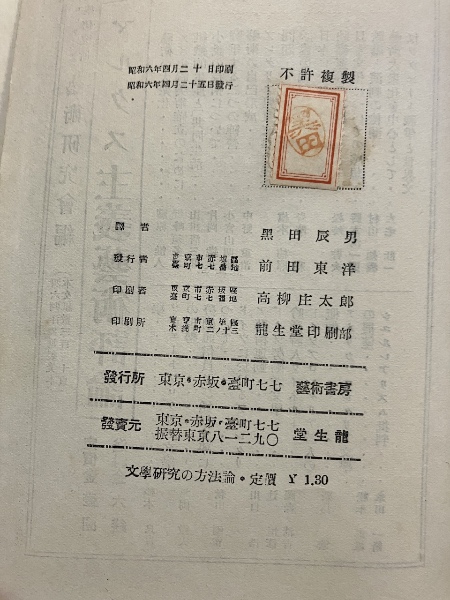 不許複製
昭和六年四月二十日印刷
昭和六年四月二十五日發行
黑田
譯者 黑田辰男
發行者 前田東洋
印刷者 高柳庄太郎
印刷所 龍生堂印刷部
發行所 東京・赤坂・臺町七七 藝術書房
發賣元 東京・赤坂・臺町七七
振替東京八一二九〇 龍生堂
文學研究の方法論・定價 ¥ 1.30